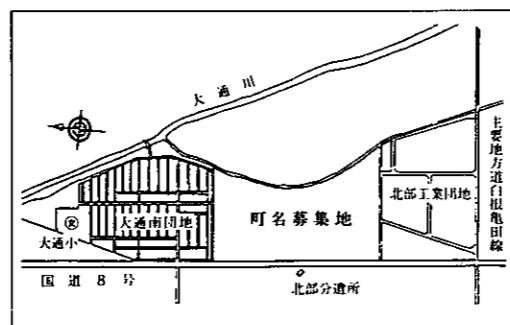 大通川
主要地方道白根亀田線
北部工業団地
町名募集地
大通南団地
文
大通小
国道8号
北部分遣所